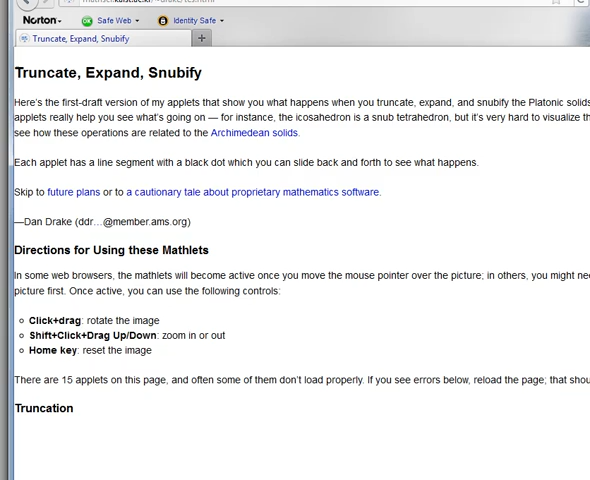 Norton
OK Safe Web
Identity Safe
Truncate, Expand, Snubify
Truncate, Expand, Snubify
Here's the first-draft version of my applets that show you what happens when you truncate, expand, and snubify the Platonic solids
applets really help you see what's going on — for instance, the icosahedron is a snub tetrahedron, but it's very hard to visualize
see how these operations are related to the Archimedean solids.
Each applet has a line segment with a black dot which you can slide back and forth to see what happens.
Skip to future plans or to a cautionary tale about proprietary mathematics software.
—Dan Drake (ddr…@member.ams.org)
Directions for Using these Mathlets
In some web browsers, the mathlets will become active once you move the mouse pointer over the picture; in others, you might
picture first. Once active, you can use the following controls:
Click+drag: rotate the image
Shift+Click+Drag Up/Down: zoom in or out
Home key: reset the image
There are 15 applets on this page, and often some of them don't load properly. If you see errors below, reload the page; that
Truncation